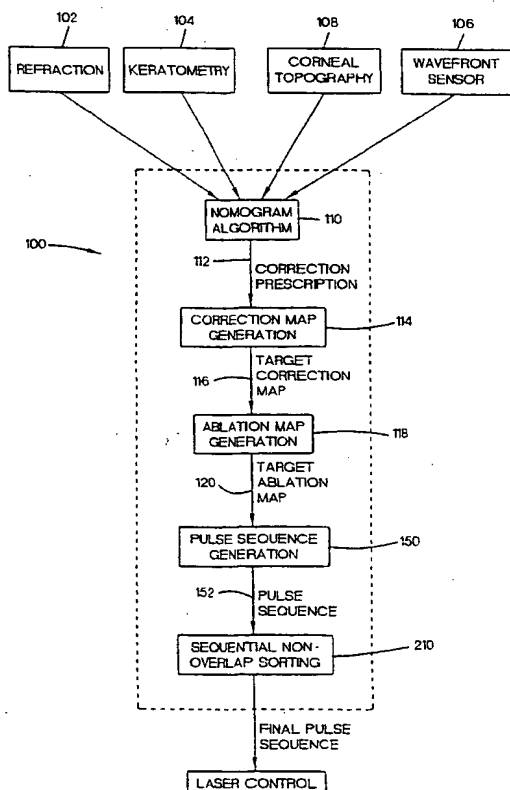 102
104
108
106
REFRACTION
KERATOMETRY
CORNEAL
TOPOGRAPHY
WAVEFRONT
SENSOR
100
NOMOGRAM
ALGORITHM
110
112
CORRECTION
PRESCRIPTION
CORRECTION MAP
GENERATION
114
116
TARGET
CORRECTION
MAP
ABLATION MAP
GENERATION
118
120
TARGET
ABLATION
MAP
PULSE SEQUENCE
GENERATION
150
152
PULSE
SEQUENCE
SEQUENTIAL NON-
OVERLAP SORTING
210
FINAL PULSE
SEQUENCE
LASER CONTROL